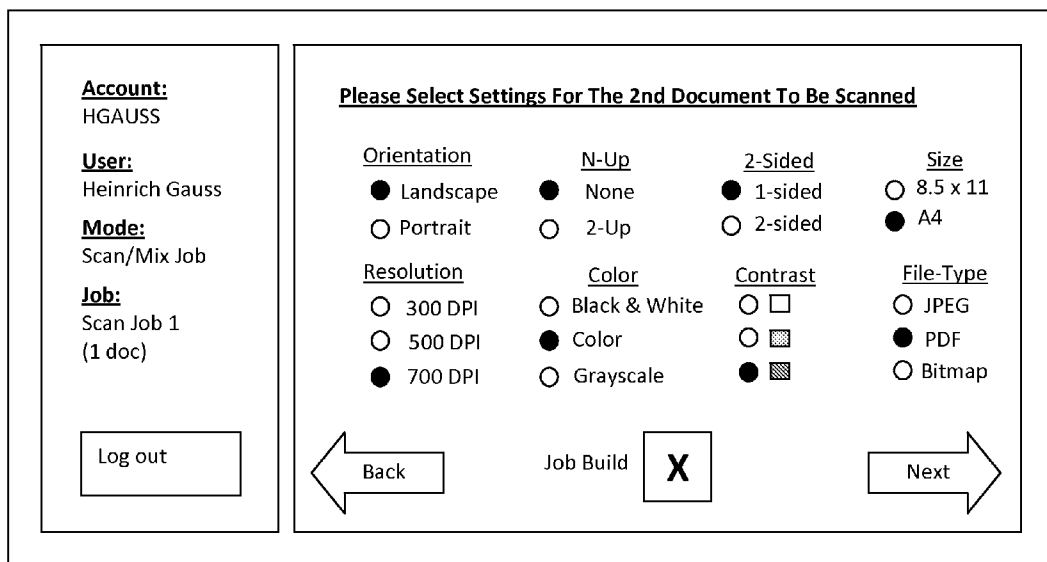 Account:
HGAUSS
User:
Heinrich Gauss
Mode:
Scan/Mix Job
Job:
Scan Job 1
(1 doc)
Log out
Please Select Settings For The 2nd Document To Be Scanned
Orientation
Landscape
Portrait
N-Up
None
2-Up
2-Sided
1-sided
2-sided
Size
8.5 x 11
A4
Resolution
300 DPI
500 DPI
700 DPI
Color
Black & White
Color
Grayscale
Contrast
File-Type
JPEG
PDF
Bitmap
Back
Job Build
X
Next